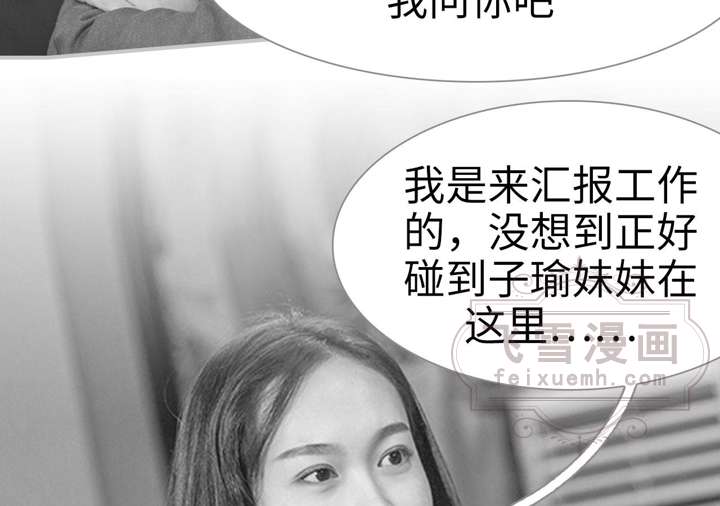 我问你吧
我是来汇报工作
的，没想到正好
碰到子瑜妹妹在
这里……
飞雪漫画
feixuemh.com